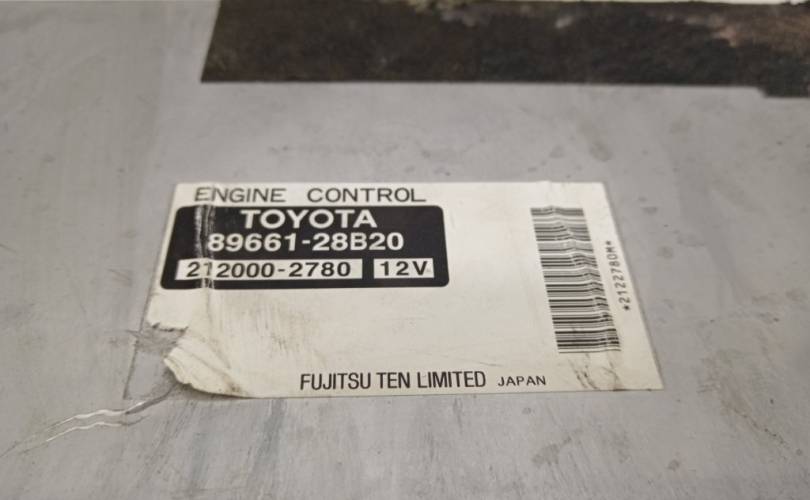 ENGINE CONTROL
TOYOTA
89661-28B20
212000-2780 12V
*2122780M*
FUJITSU TEN LIMITED JAPAN